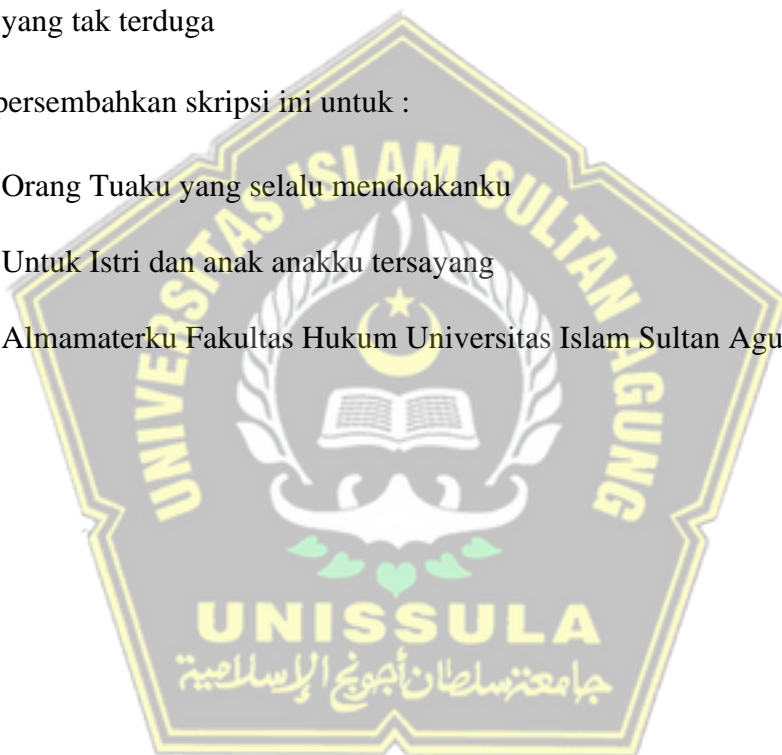 yang tak terduga
persembahkan skripsi ini untuk :
Orang Tuaku yang selalu mendoakanku
Untuk Istri dan anak anakku tersayang
Almamaterku Fakultas Hukum Universitas Islam Sultan Agu
UNIVERSITAS ISLAM SULTAN AGUNG
UNISSULA
جامعة سلطان أجونج الإسلامية